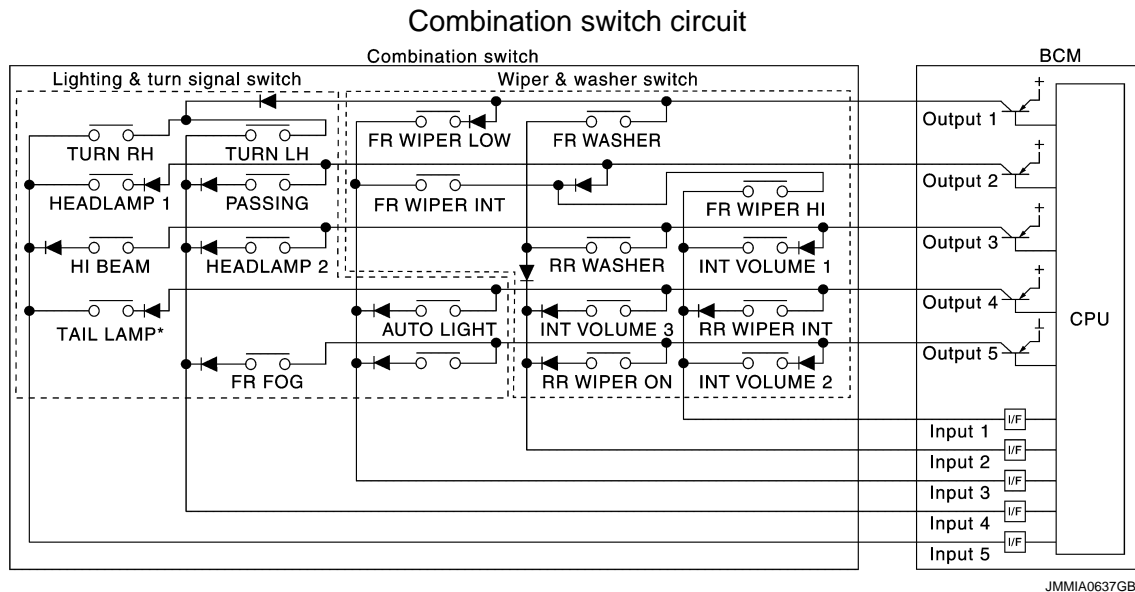 Combination switch circuit
Combination switch
BCM
Lighting & turn signal switch
Wiper & washer switch
Output 1
TURN RH
TURN LH
FR WIPER LOW
FR WASHER
Output 2
HEADLAMP 1
PASSING
FR WIPER INT
FR WIPER HI
Output 3
HI BEAM
HEADLAMP 2
RR WASHER
INT VOLUME 1
Output 4
TAIL LAMP*
AUTO LIGHT
INT VOLUME 3
RR WIPER INT
CPU
Output 5
FR FOG
RR WIPER ON
INT VOLUME 2
I/F
Input 1
I/F
Input 2
I/F
Input 3
I/F
Input 4
I/F
Input 5
JMMIA0637GB